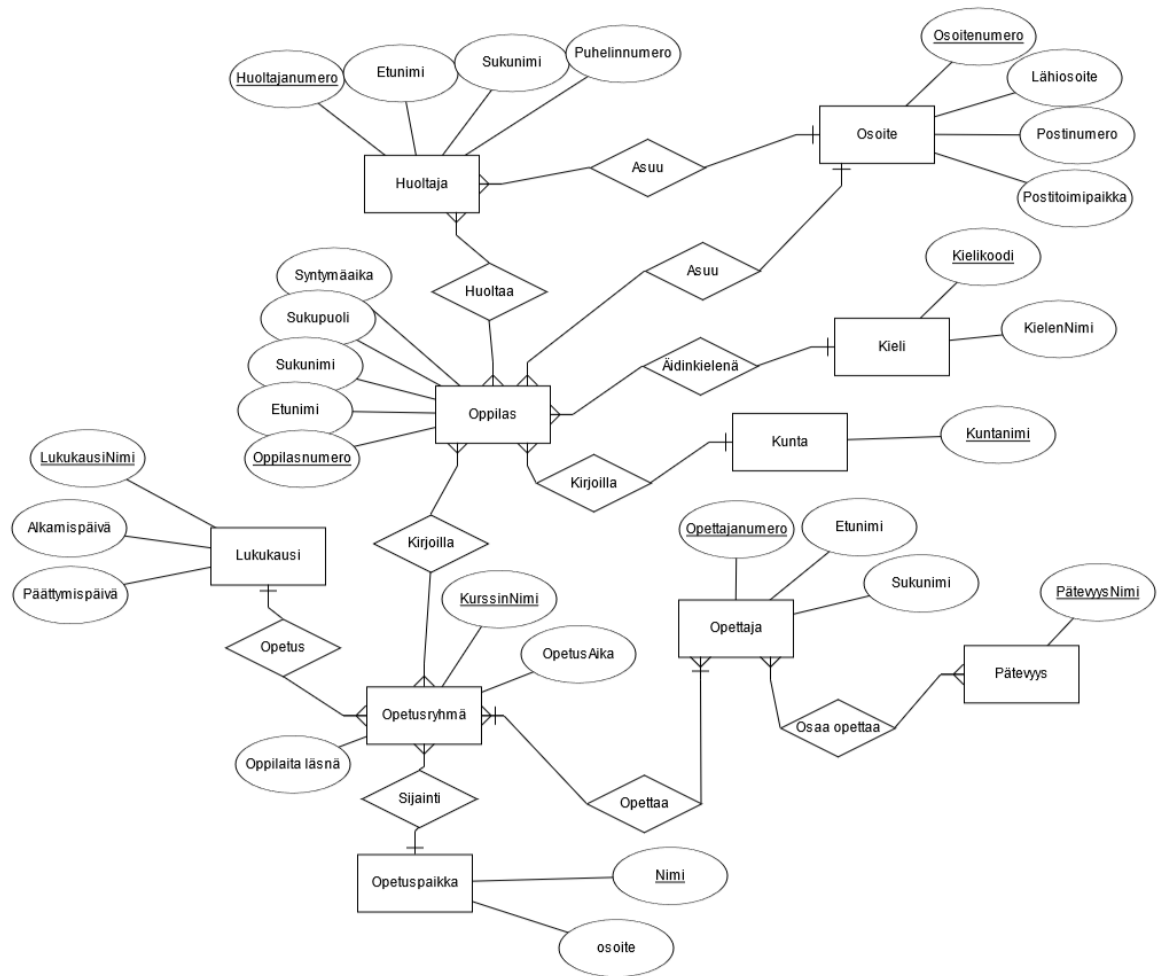 Osoitenumero
Sukunimi
Puhelinnumero
Etunimi
Huoltajanumero
Lähiosoite
Osoite
Postinumero
Asuu
Huoltaja
Postitoimipaikka
Kielikoodi
Syntymäaika
Asuu
Huoltaa
Sukupuoli
KielenNimi
Kieli
Sukunimi
Äidinkielenä
Etunimi
Oppilas
Kunta
Kuntanimi
Oppilasnumero
LukukausiNimi
Kirjoilla
Alkamispäivä
Opettajanumero
Etunimi
Kirjoilla
Lukukausi
Sukunimi
Päättymispäivä
KurssinNimi
PätevyysNimi
Opettaja
Opetus
OpetusAika
Pätevyys
Opetusryhmä
Osaa opettaa
Oppilaita läsnä
Sijainti
Opettaa
Nimi
Opetuspaikka
osoite